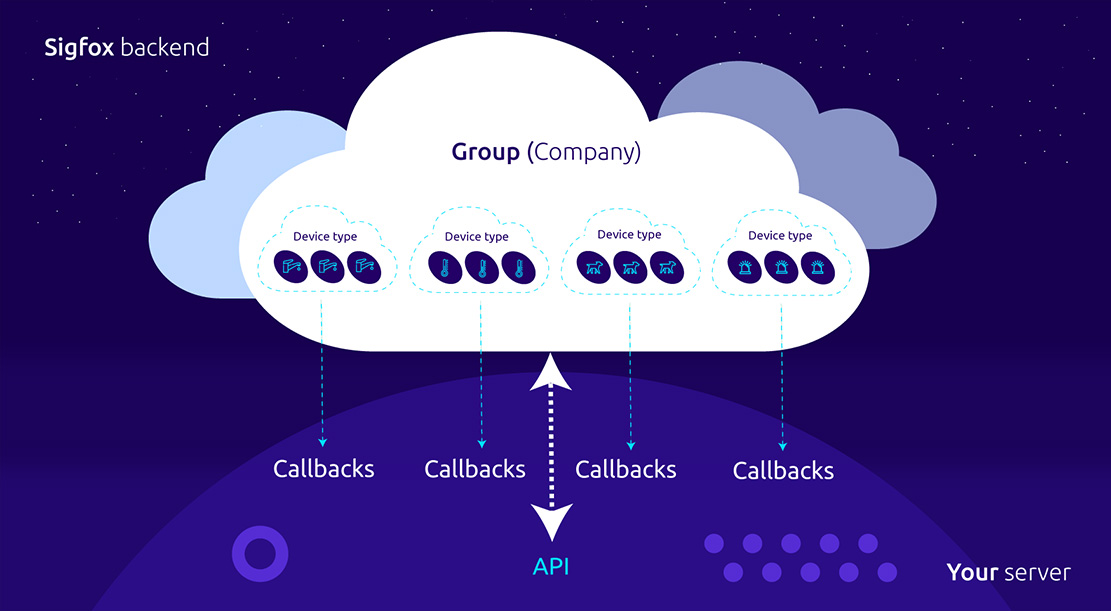 Sigfox backend
Group (Company)
Device type
Device type
Device type
Device type
Callbacks
Callbacks
Callbacks
Callbacks
API
Your server